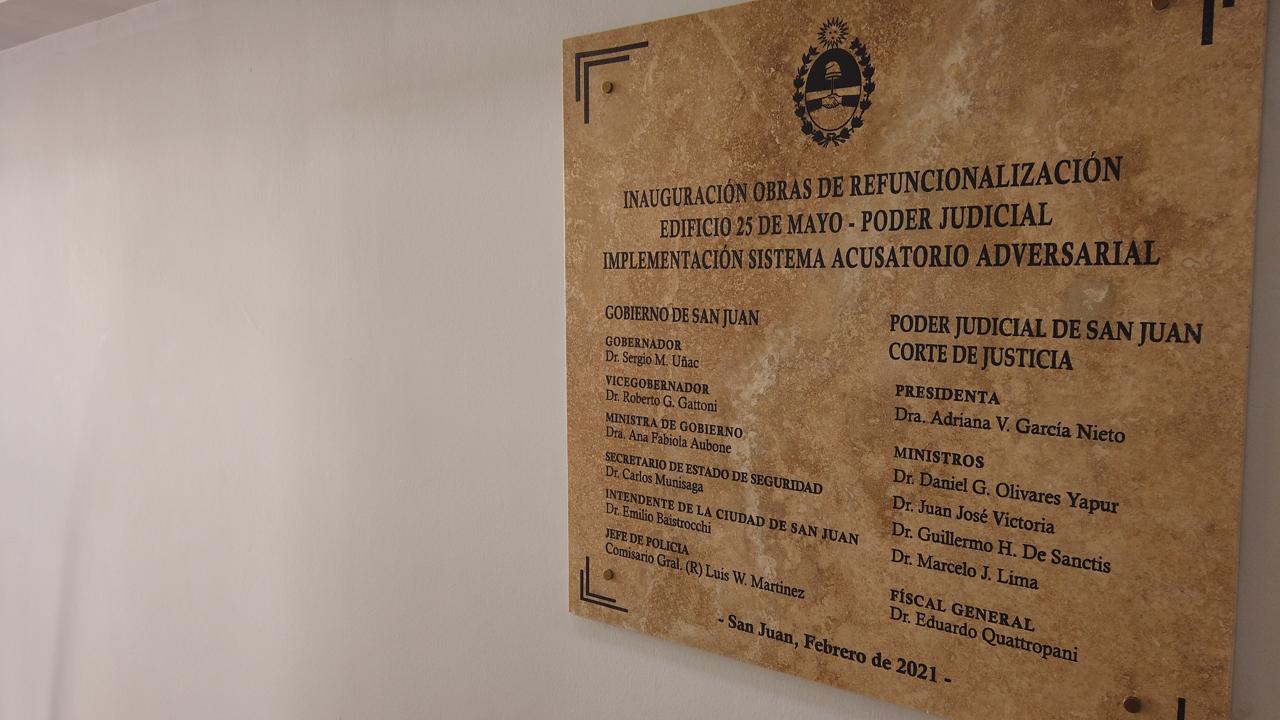 INAUGURACIÓN OBRAS DE REFUNCIONALIZACIÓN
EDIFICIO 25 DE MAYO - PODER JUDICIAL
IMPLEMENTACIÓN SISTEMA ACUSATORIO ADVERSARIAL
GOBIERNO DE SAN JUAN
GOBERNADOR
Dr. Sergio M. Uñac
VICEGOBERNADOR
Dr. Roberto G. Gattoni
MINISTRA DE GOBIERNO
Dra. Ana Fabiola Aubone
SECRETARIO DE ESTADO DE SEGURIDAD
Dr. Carlos Munisaga
INTENDENTE DE LA CIUDAD DE SAN JUAN
Dr. Emilio Baistrocchi
JEFE DE POLICIA
Comisario Gral. (R) Luis W. Martinez
PODER JUDICIAL DE SAN JUAN
CORTE DE JUSTICIA
PRESIDENTA
Dra. Adriana V. García Nieto
MINISTROS
Dr. Daniel G. Olivares Yapur
Dr. Juan José Victoria
Dr. Guillermo H. De Sanctis
Dr. Marcelo J. Lima
FÍSCAL GENERAL
Dr. Eduardo Quattropani
- San Juan, Febrero de 2021 -